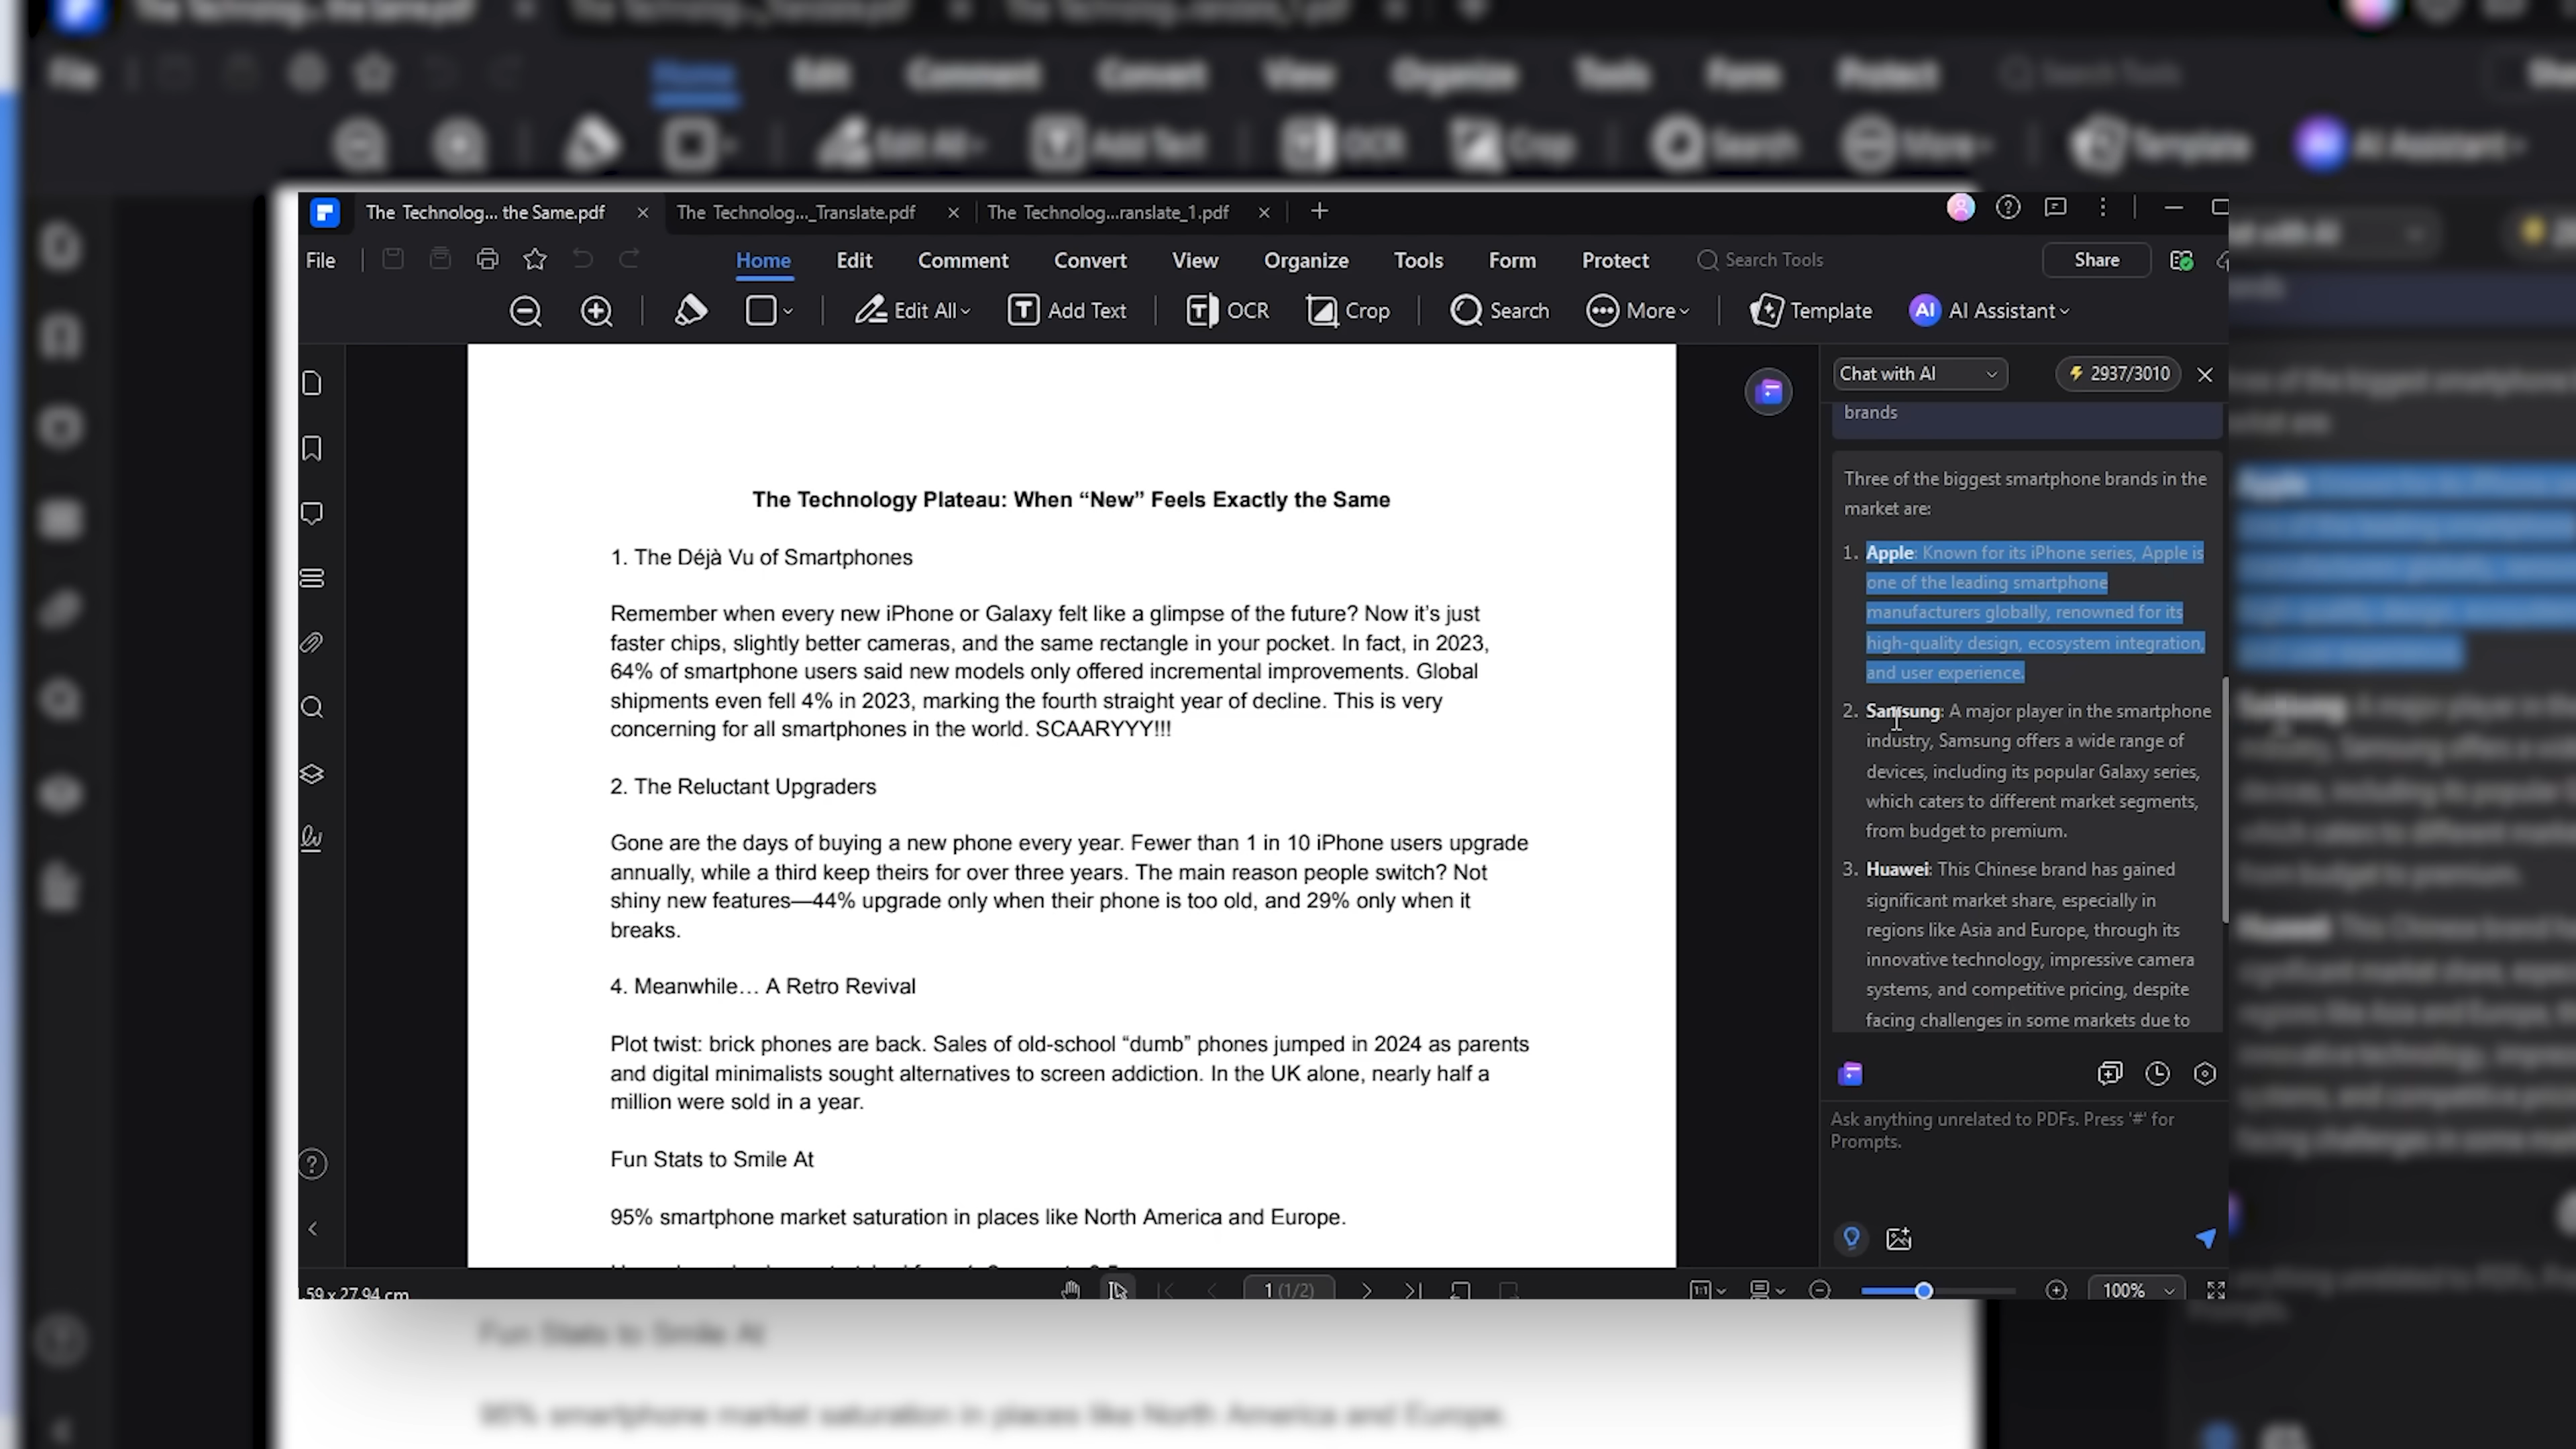 The Technolog... the Same.pdf
The Technolog..._Translate.pdf
The Technolog...ranslate_1.pdf
File
Home
Edit
Comment
Convert
View
Organize
Tools
Form
Protect
Search Tools
Share
Edit All
Add Text
OCR
Crop
Search
More
Template
AI Assistant
The Technology Plateau: When “New” Feels Exactly the Same
1. The Déjà Vu of Smartphones
Remember when every new iPhone or Galaxy felt like a glimpse of the future? Now it’s just
faster chips, slightly better cameras, and the same rectangle in your pocket. In fact, in 2023,
64% of smartphone users said new models only offered incremental improvements. Global
shipments even fell 4% in 2023, marking the fourth straight year of decline. This is very
concerning for all smartphones in the world. SCAARYYY!!!
2. The Reluctant Upgraders
Gone are the days of buying a new phone every year. Fewer than 1 in 10 iPhone users upgrade
annually, while a third keep theirs for over three years. The main reason people switch? Not
shiny new features—44% upgrade only when their phone is too old, and 29% only when it
breaks.
4. Meanwhile… A Retro Revival
Plot twist: brick phones are back. Sales of old-school “dumb” phones jumped in 2024 as parents
and digital minimalists sought alternatives to screen addiction. In the UK alone, nearly half a
million were sold in a year.
Fun Stats to Smile At
95% smartphone market saturation in places like North America and Europe.
Chat with AI
2937/3010
brands
Three of the biggest smartphone brands in the
market are:
1. Apple: Known for its iPhone series, Apple is
one of the leading smartphone
manufacturers globally, renowned for its
high-quality design, ecosystem integration,
and user experience.
2. Samsung: A major player in the smartphone
industry, Samsung offers a wide range of
devices, including its popular Galaxy series,
which caters to different market segments,
from budget to premium.
3. Huawei: This Chinese brand has gained
significant market share, especially in
regions like Asia and Europe, through its
innovative technology, impressive camera
systems, and competitive pricing, despite
facing challenges in some markets due to
Ask anything unrelated to PDFs. Press '#' for
Prompts.
59 x 27.94 cm
1 (1/2)
100%